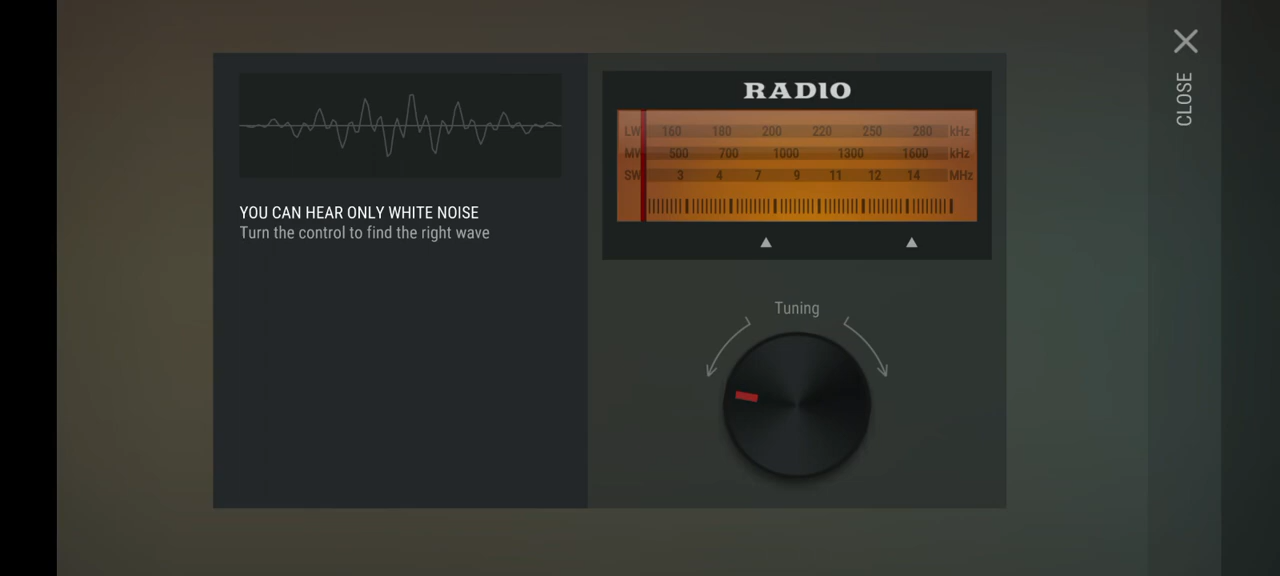 YOU CAN HEAR ONLY WHITE NOISE
Turn the control to find the right wave
RADIO
LW 160 180 200 220 250 280 kHz
MW 500 700 1000 1300 1600 kHz
SW 3 4 7 9 11 12 14 MHz
Tuning
CLOSE